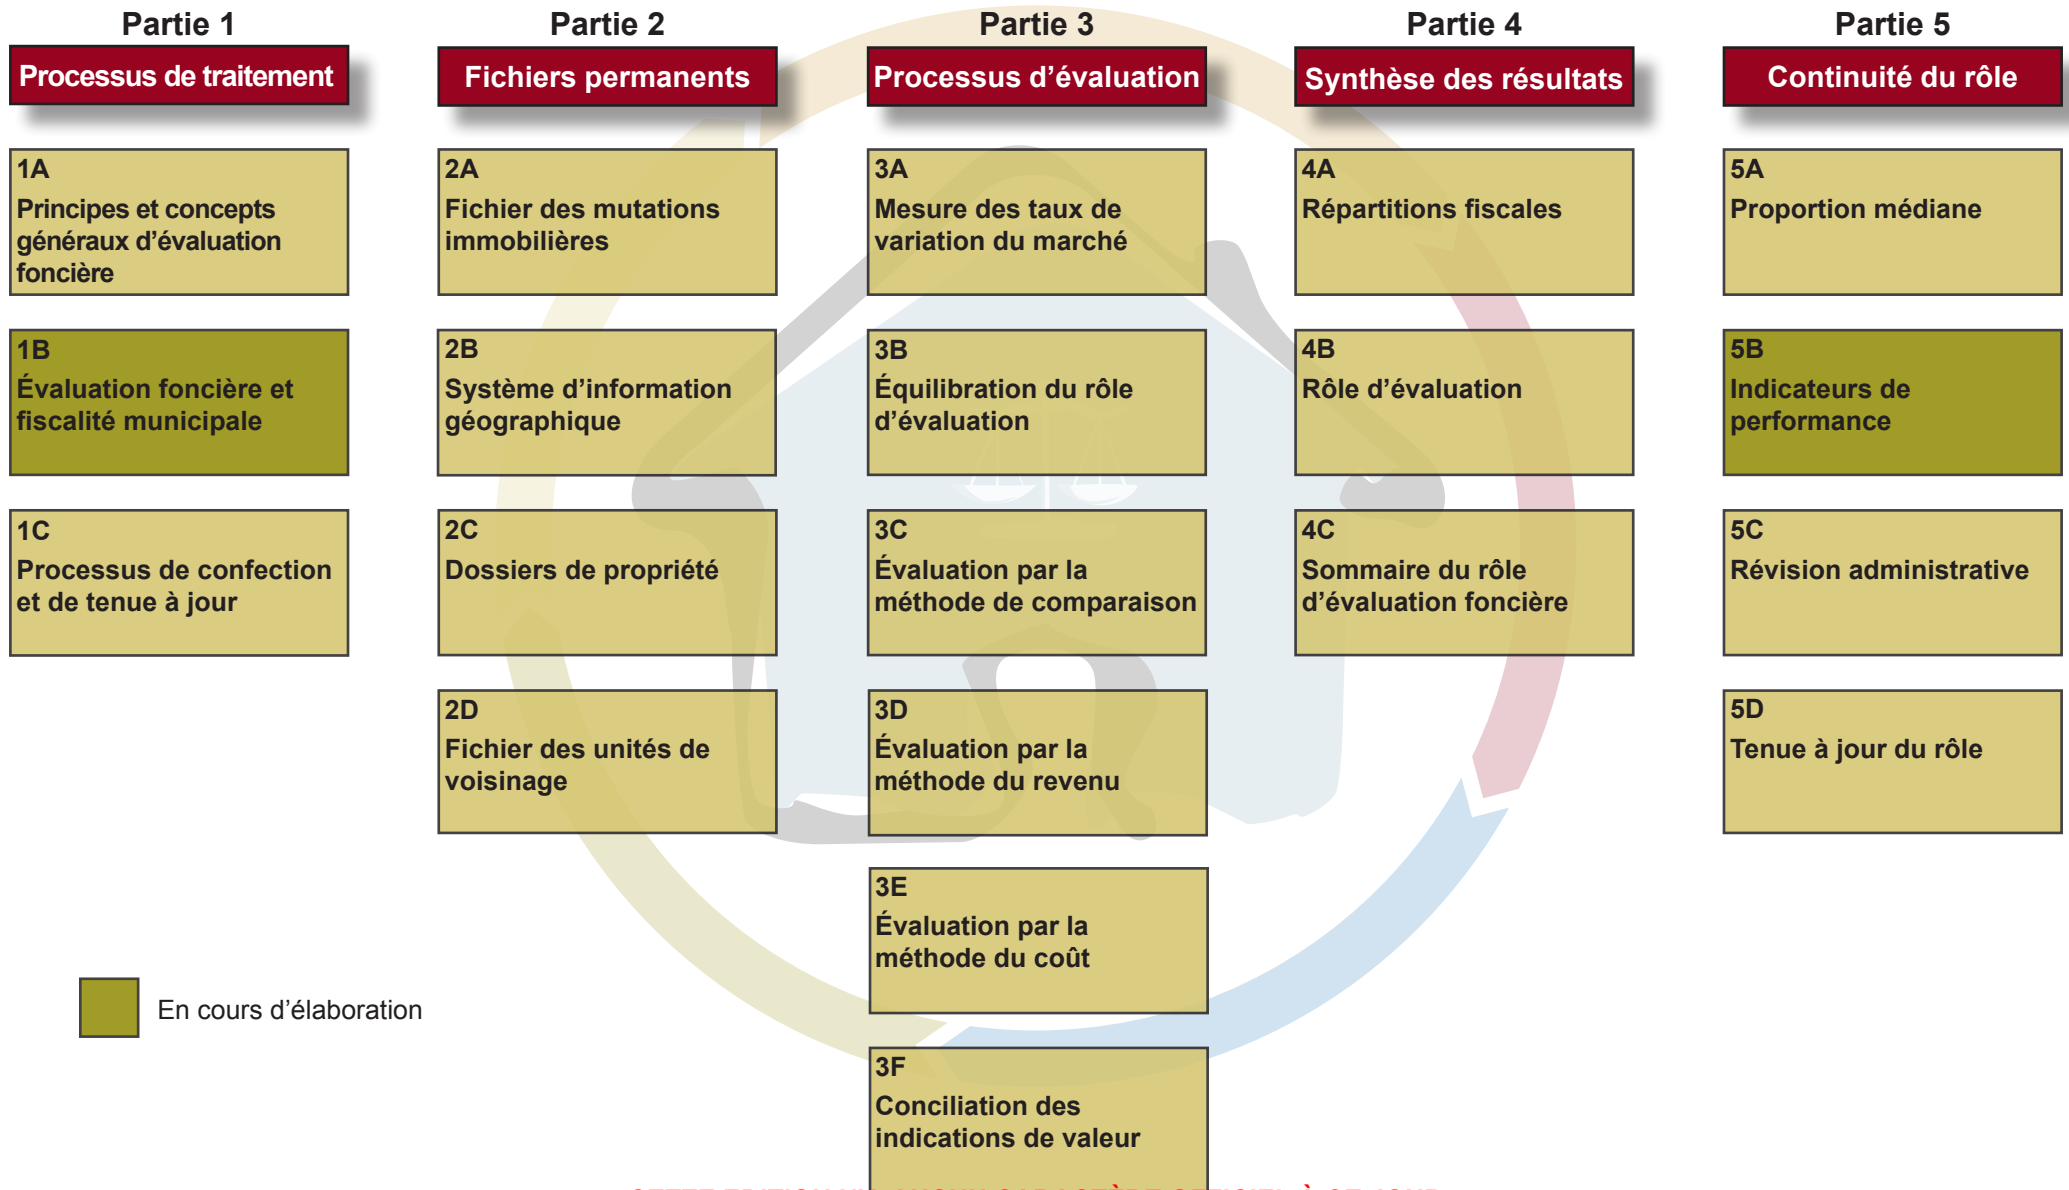 Partie 1
Processus de traitement
1A
Principes et concepts
généraux d’évaluation
foncière
1B
Évaluation foncière et
fiscalité municipale
1C
Processus de confection
et de tenue à jour
Partie 2
Fichiers permanents
2A
Fichier des mutations
immobilières
2B
Système d’information
géographique
2C
Dossiers de propriété
2D
Fichier des unités de
voisinage
Partie 3
Processus d’évaluation
3A
Mesure des taux de
variation du marché
3B
Équilibration du rôle
d’évaluation
3C
Évaluation par la
méthode de comparaison
3D
Évaluation par la
méthode du revenu
3E
Évaluation par la
méthode du coût
3F
Conciliation des
indications de valeur
Partie 4
Synthèse des résultats
4A
Répartitions fiscales
4B
Rôle d’évaluation
4C
Sommaire du rôle
d’évaluation foncière
Partie 5
Continuité du rôle
5A
Proportion médiane
5B
Indicateurs de
performance
5C
Révision administrative
5D
Tenue à jour du rôle
En cours d’élaboration